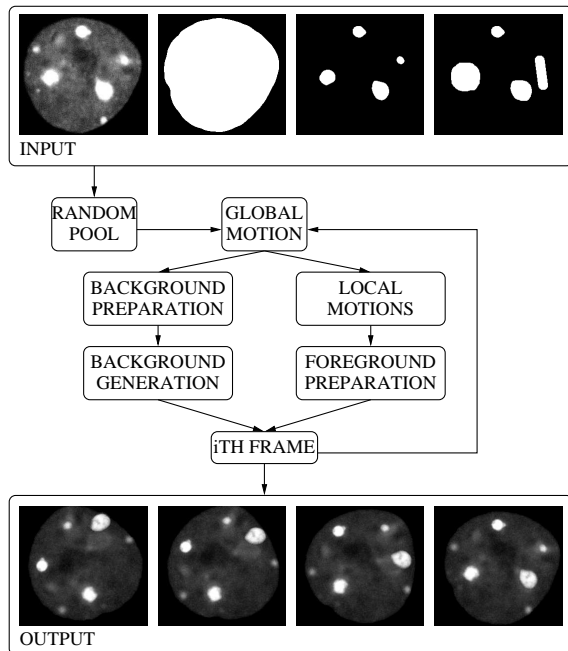 INPUT
RANDOM
POOL
GLOBAL
MOTION
BACKGROUND
PREPARATION
LOCAL
MOTIONS
BACKGROUND
GENERATION
FOREGROUND
PREPARATION
iTH FRAME
OUTPUT